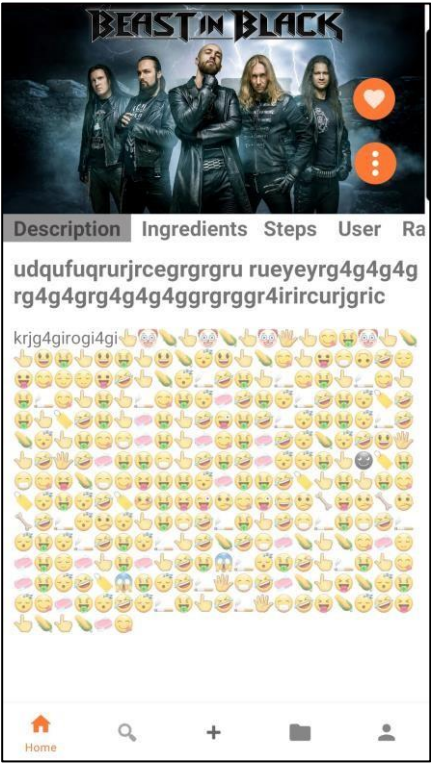 BEAST IN BLACK
Description Ingredients Steps User Ra
udqufuqrurjrcegrgrgru rueyeyrg4g4g4g
rg4g4grg4g4g4ggrgrggr4irircurjgric
krjg4girogi4gi
Home